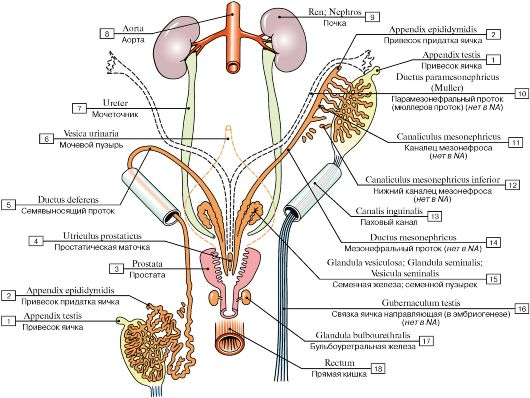 8
Aorta
Аорта
Ren; Nephros
Почка
9
Appendix epididymidis
Привесок придатка яичка
2
Appendix testis
Привесок яичка
1
Ductus paramesonephricus
(Muller)
Парамезонефральный проток
(мюллеров проток) (нет в NA)
10
7
Ureter
Мочеточник
6
Vesica urinaria
Мочевой пузырь
Canaliculus mesonephricus
Каналец мезонефроса
(нет в NA)
11
Canaliculus mesonephricus inferior
Нижний каналец мезонефроса
(нет в NA)
12
5
Ductus deferens
Семявыносящий проток
Canalis inguinalis
Паховый канал
13
4
Utriculus prostaticus
Простатическая маточка
Ductus mesonephricus
Мезонефральный проток (нет в NA)
14
3
Prostata
Простата
Glandula vesiculosa; Glandula seminalis;
Vesicula seminalis
Семенная железа; семенной пузырек
15
2
Appendix epididymidis
Привесок придатка яичка
1
Appendix testis
Привесок яичка
Gubernaculum testis
Связка яичка направляющая (в эмбриогенезе)
(нет в NA)
16
Glandula bulbourethralis
Бульбоуретральная железа
17
Rectum
Прямая кишка
18